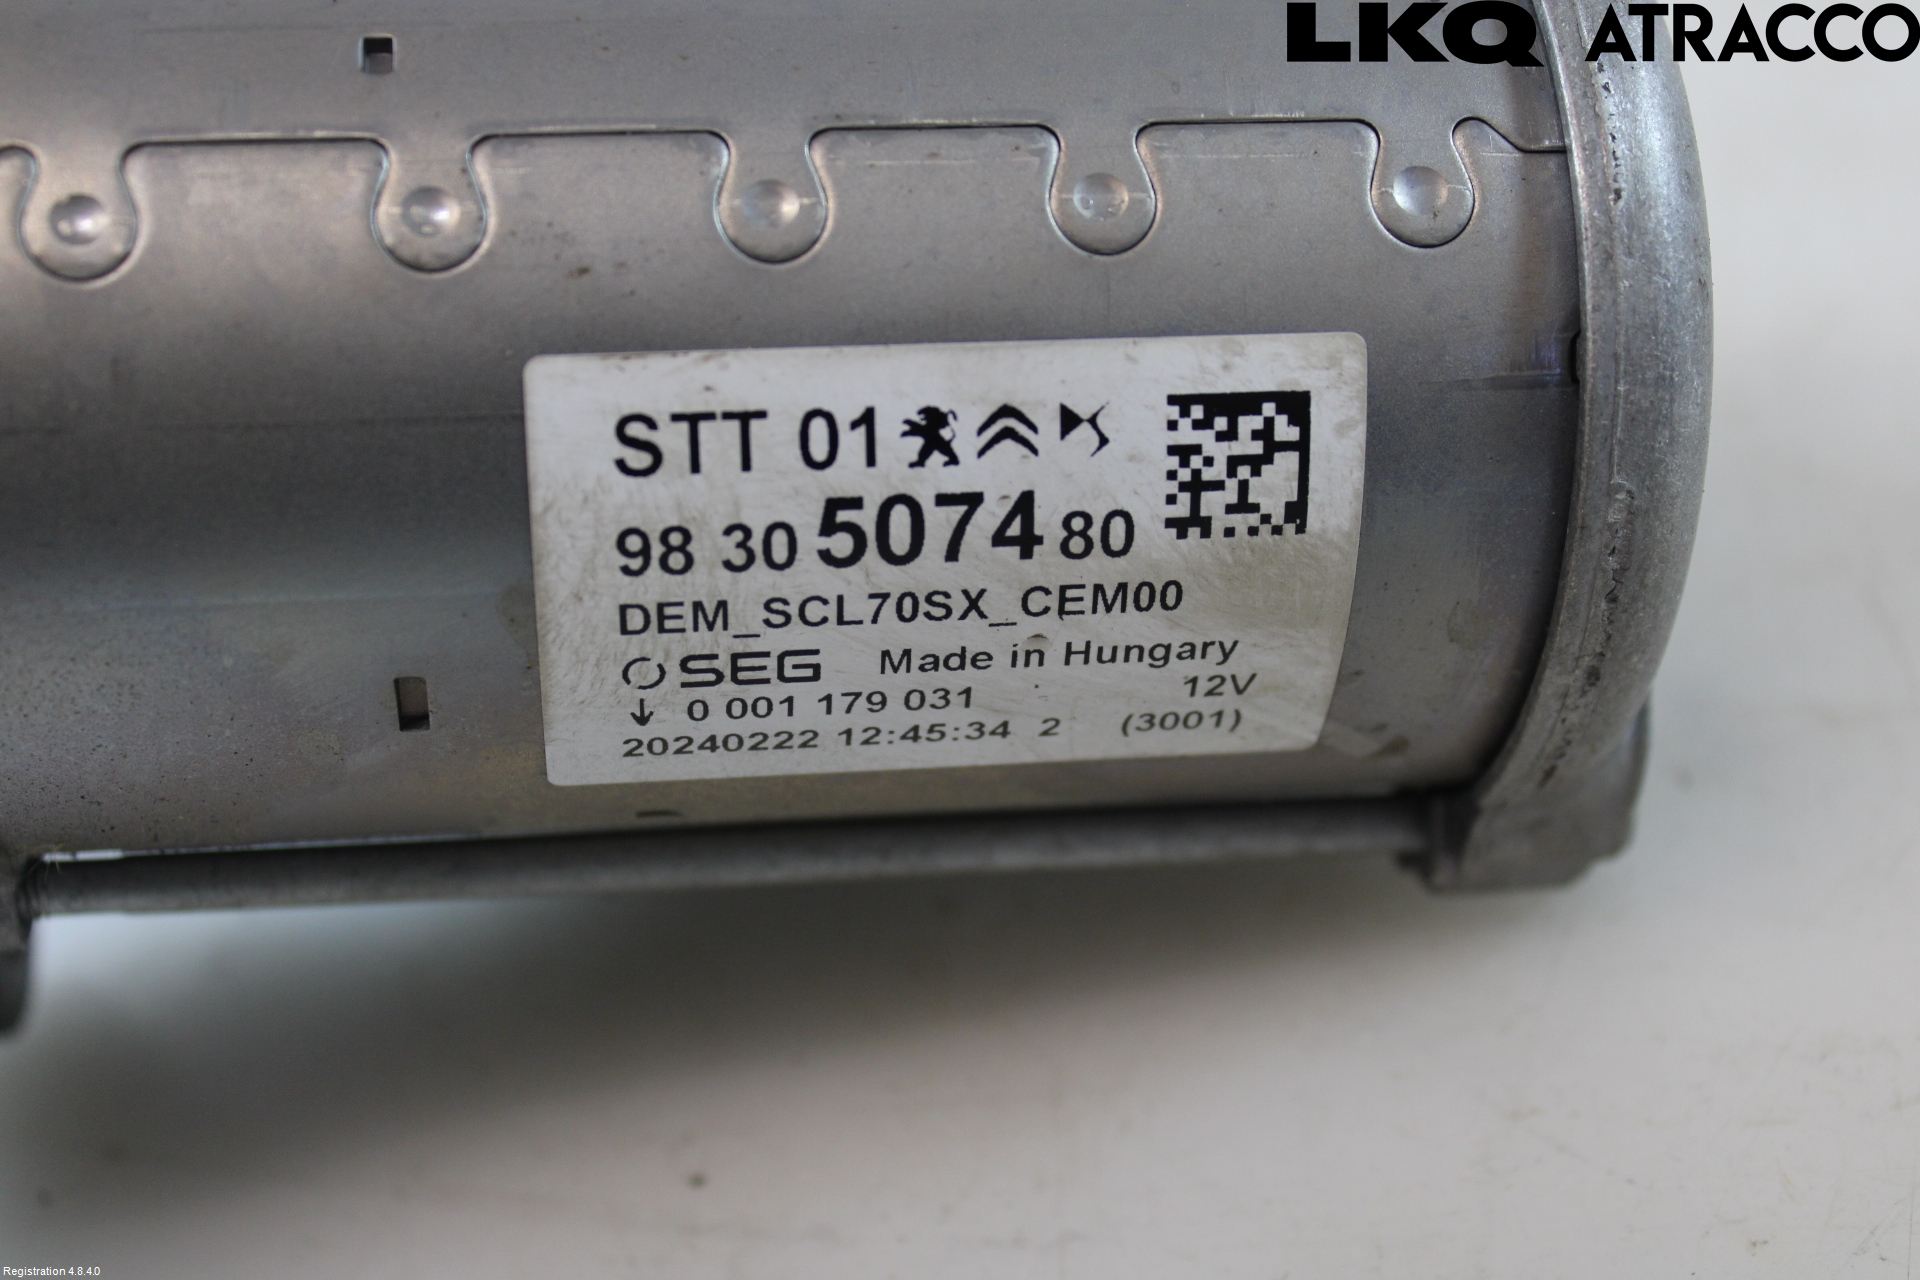 LKQ ATRACCO
STT 01
98 30 5074 80
DEM_SCL70SX_CEM00
SEG Made in Hungary
↓ 0 001 179 031 12V
20240222 12:45:34 2 (3001)
Registration 4.8.4.0